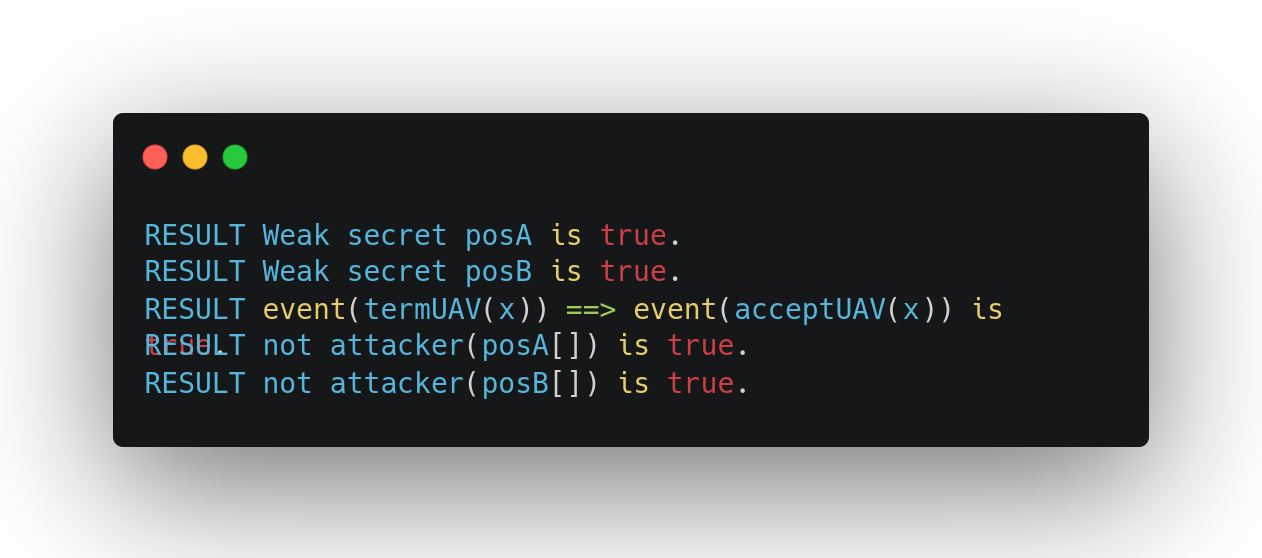 RESULT Weak secret posA is true.
RESULT Weak secret posB is true.
RESULT event(termUAV(x)) ==> event(acceptUAV(x)) is
true.
RESULT not attacker(posA[]) is true.
RESULT not attacker(posB[]) is true.